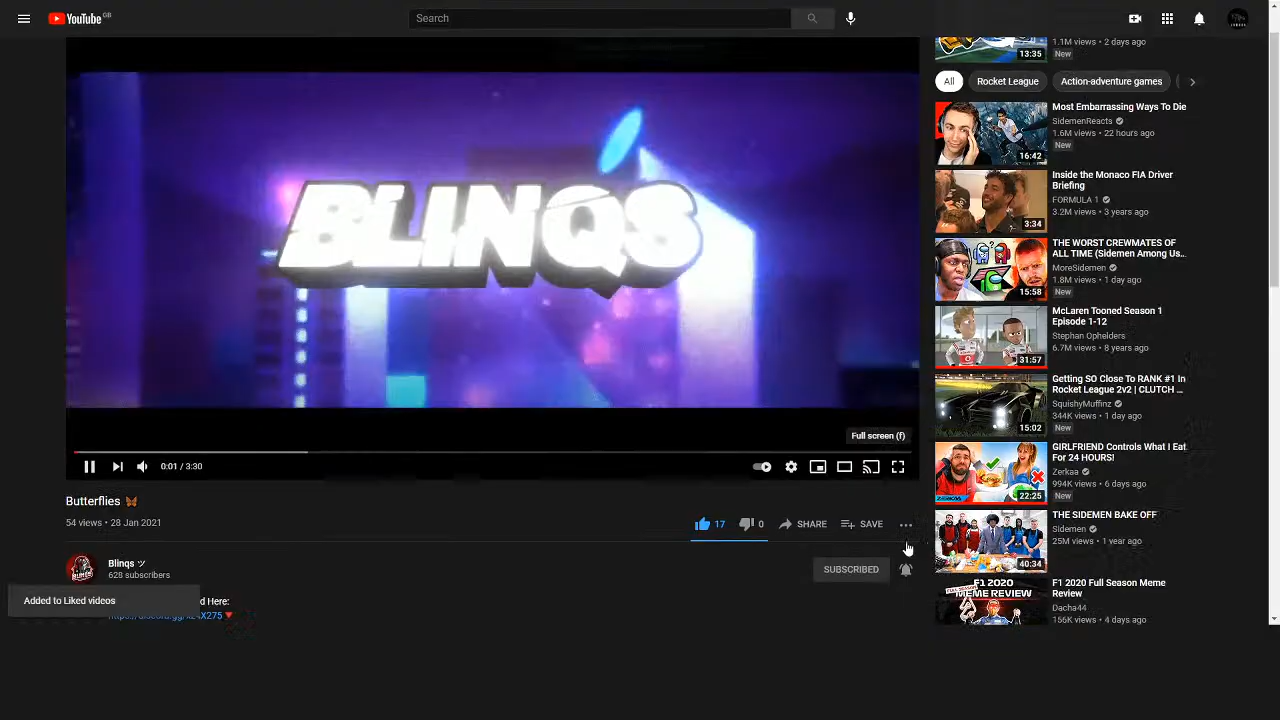 YouTube GB
Search
BLINQS
Full screen (f)
0:01 / 3:30
Butterflies
54 views • 28 Jan 2021
17
0
SHARE
SAVE
Blinqs ツ
628 subscribers
SUBSCRIBED
Added to Liked videos
d Here:
1.1M views • 2 days ago
New
13:35
All
Rocket League
Action-adventure games
Most Embarrassing Ways To Die
SidemenReacts
1.6M views • 22 hours ago
New
16:42
Inside the Monaco FIA Driver
Briefing
FORMULA 1
3.2M views • 3 years ago
3:34
THE WORST CREWMATES OF
ALL TIME (Sidemen Among Us...
MoreSidemen
1.8M views • 1 day ago
New
15:58
McLaren Tooned Season 1
Episode 1-12
Stephan Ophelders
6.7M views • 8 years ago
31:57
Getting SO Close To RANK #1 In
Rocket League 2v2 | CLUTCH ...
SquishyMuffinz
344K views • 1 day ago
New
15:02
GIRLFRIEND Controls What I Eat
For 24 HOURS!
Zerkaa
994K views • 6 days ago
New
22:25
THE SIDEMEN BAKE OFF
Sidemen
25M views • 1 year ago
40:34
F1 2020 Full Season Meme
Review
Dacha44
156K views • 4 days ago
F1 2020
MEME REVIEW